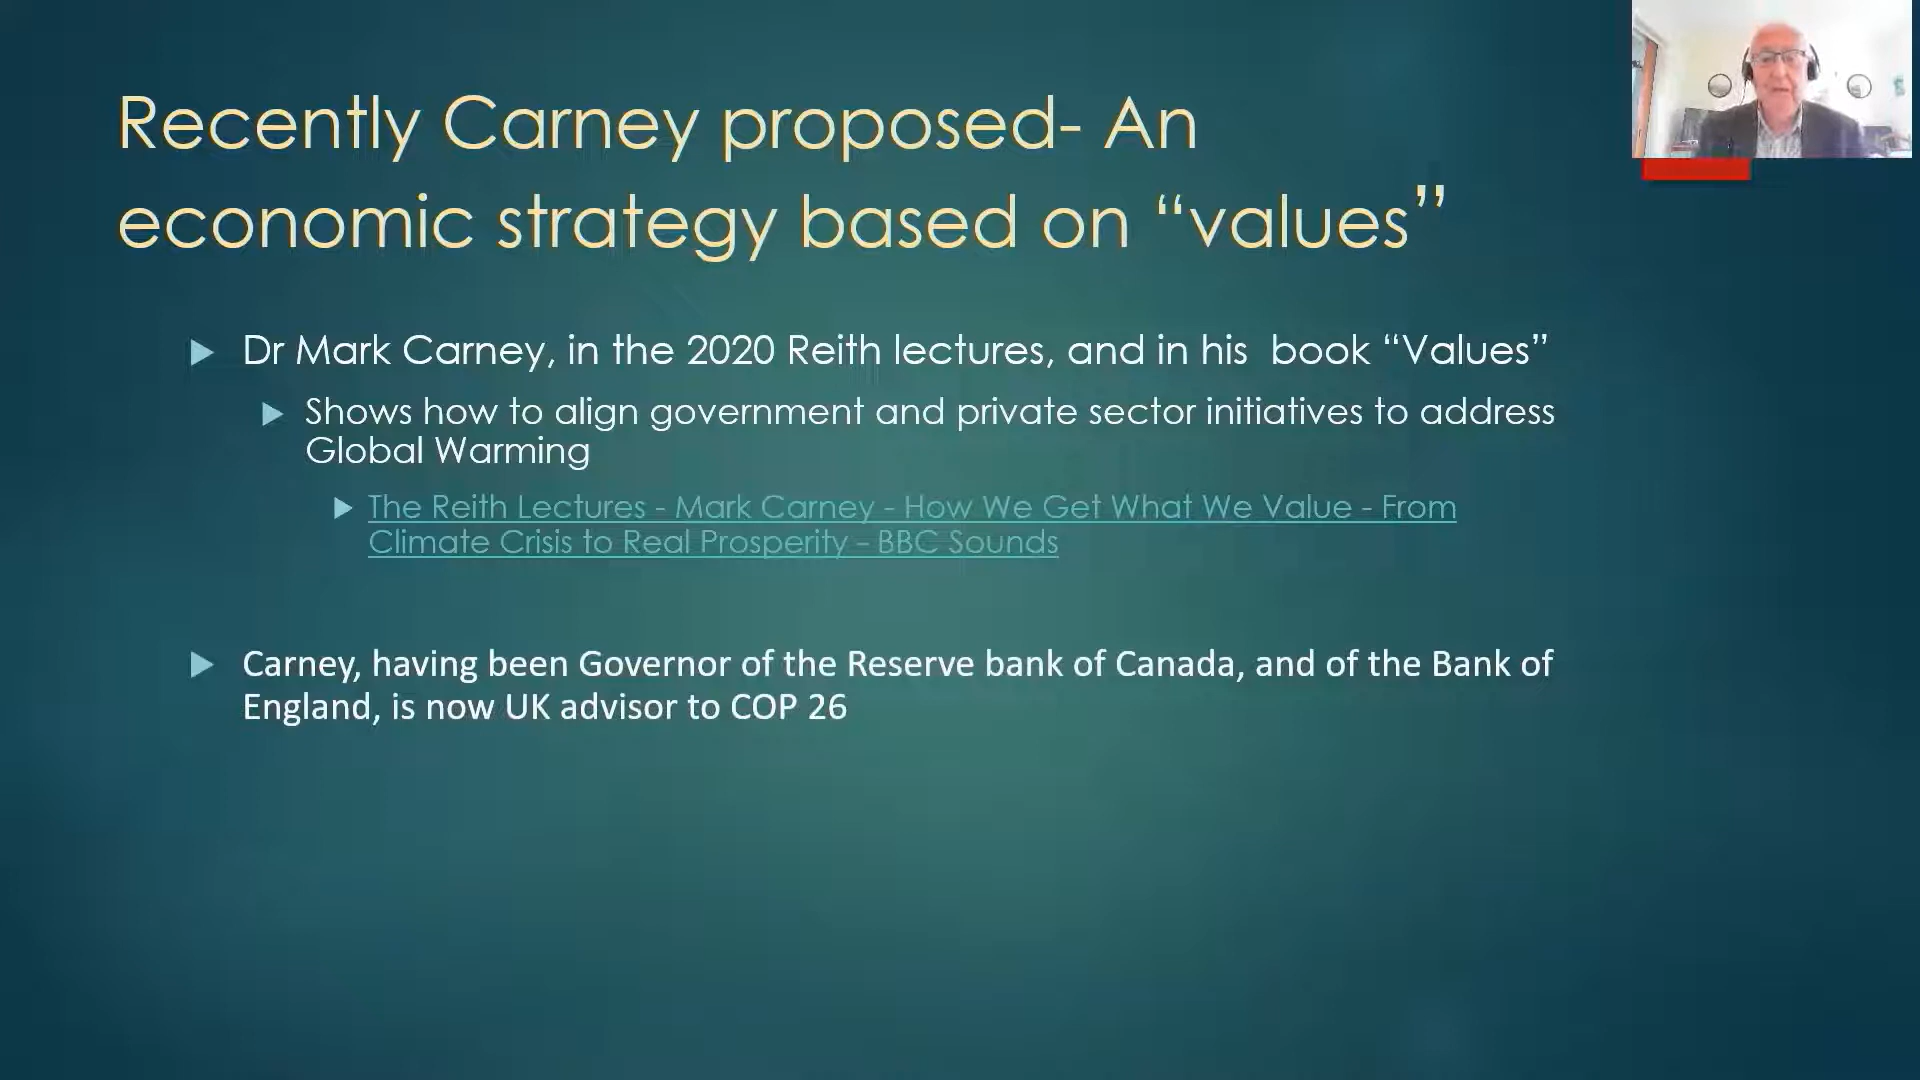 Recently Carney proposed- An
economic strategy based on “values”
Dr Mark Carney, in the 2020 Reith lectures, and in his  book “Values”
Shows how to align government and private sector initiatives to address
Global Warming
The Reith Lectures - Mark Carney - How We Get What We Value - From
Climate Crisis to Real Prosperity - BBC Sounds
Carney, having been Governor of the Reserve bank of Canada, and of the Bank of
England, is now UK advisor to COP 26